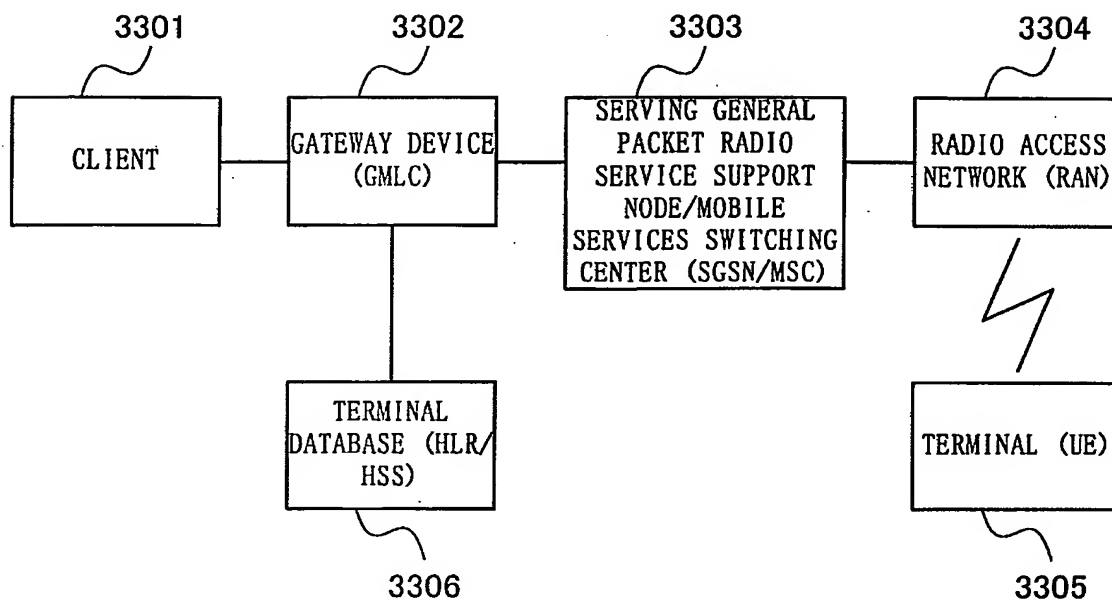 3301
3302
3303
3304
CLIENT
GATEWAY DEVICE
(GMLC)
SERVING GENERAL
PACKET RADIO
SERVICE SUPPORT
NODE/MOBILE
SERVICES SWITCHING
CENTER (SGSN/MSC)
RADIO ACCESS
NETWORK (RAN)
TERMINAL
DATABASE (HLR/
HSS)
TERMINAL (UE)
3306
3305